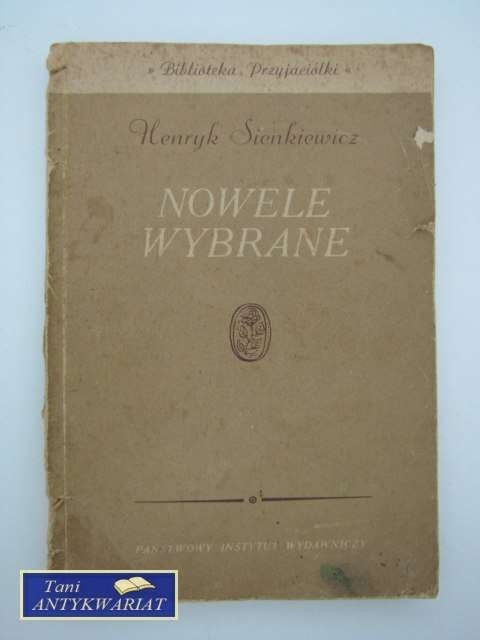 » Biblioteka Przyjaciółki «
Henryk Sienkiewicz
NOWELE
WYBRANE
PAŃSTWOWY INSTYTUT WYDAWNICZY
Tani
ANTYKWARIAT